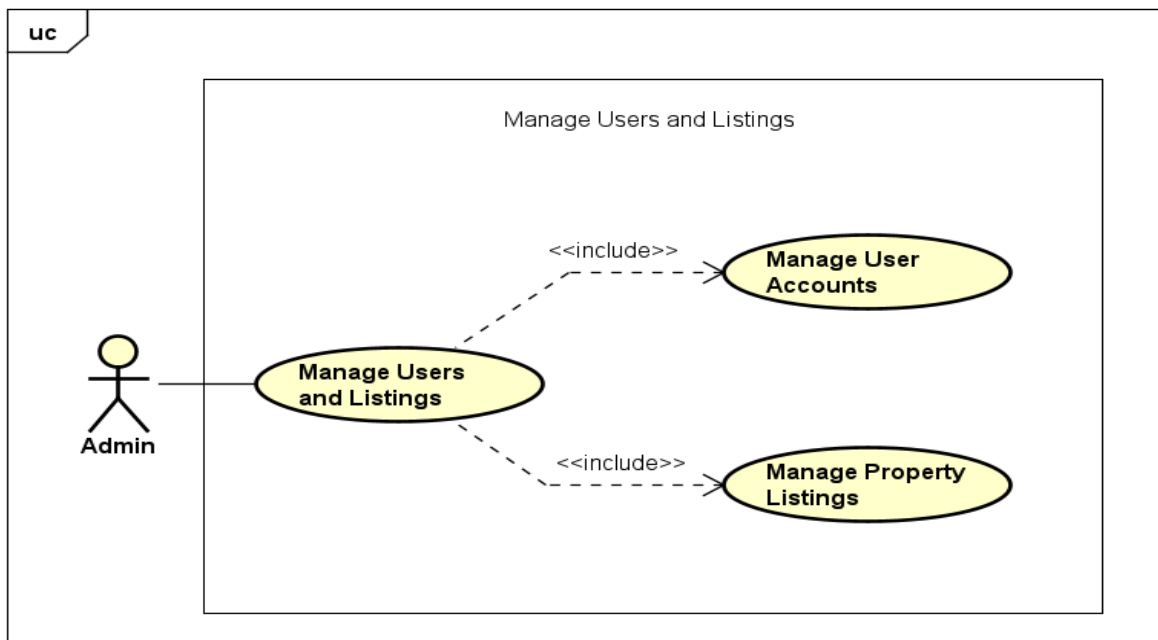 uc
Manage Users and Listings
<<include>>
Manage User
Accounts
Manage Users
and Listings
Admin
<<include>>
Manage Property
Listings